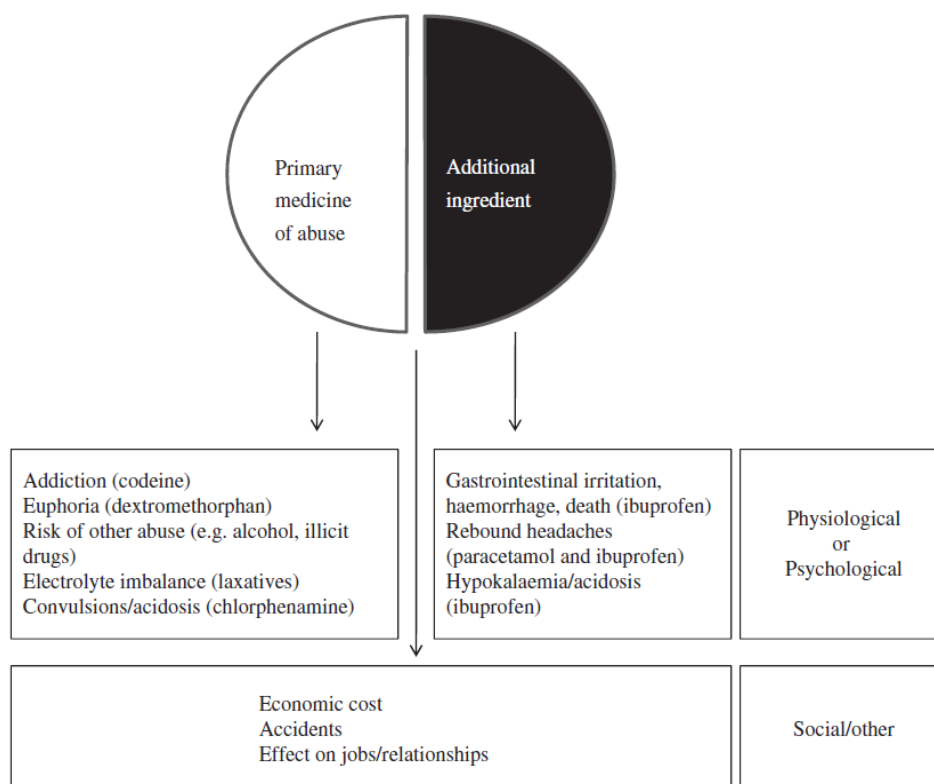 Primary
medicine
of abuse
Additional
ingredient
Addiction (codeine)
Euphoria (dextromethorphan)
Risk of other abuse (e.g. alcohol, illicit
drugs)
Electrolyte imbalance (laxatives)
Convulsions/acidosis (chlorphenamine)
Gastrointestinal irritation,
haemorrhage, death (ibuprofen)
Rebound headaches
(paracetamol and ibuprofen)
Hypokalaemia/acidosis
(ibuprofen)
Physiological
or
Psychological
Economic cost
Accidents
Effect on jobs/relationships
Social/other